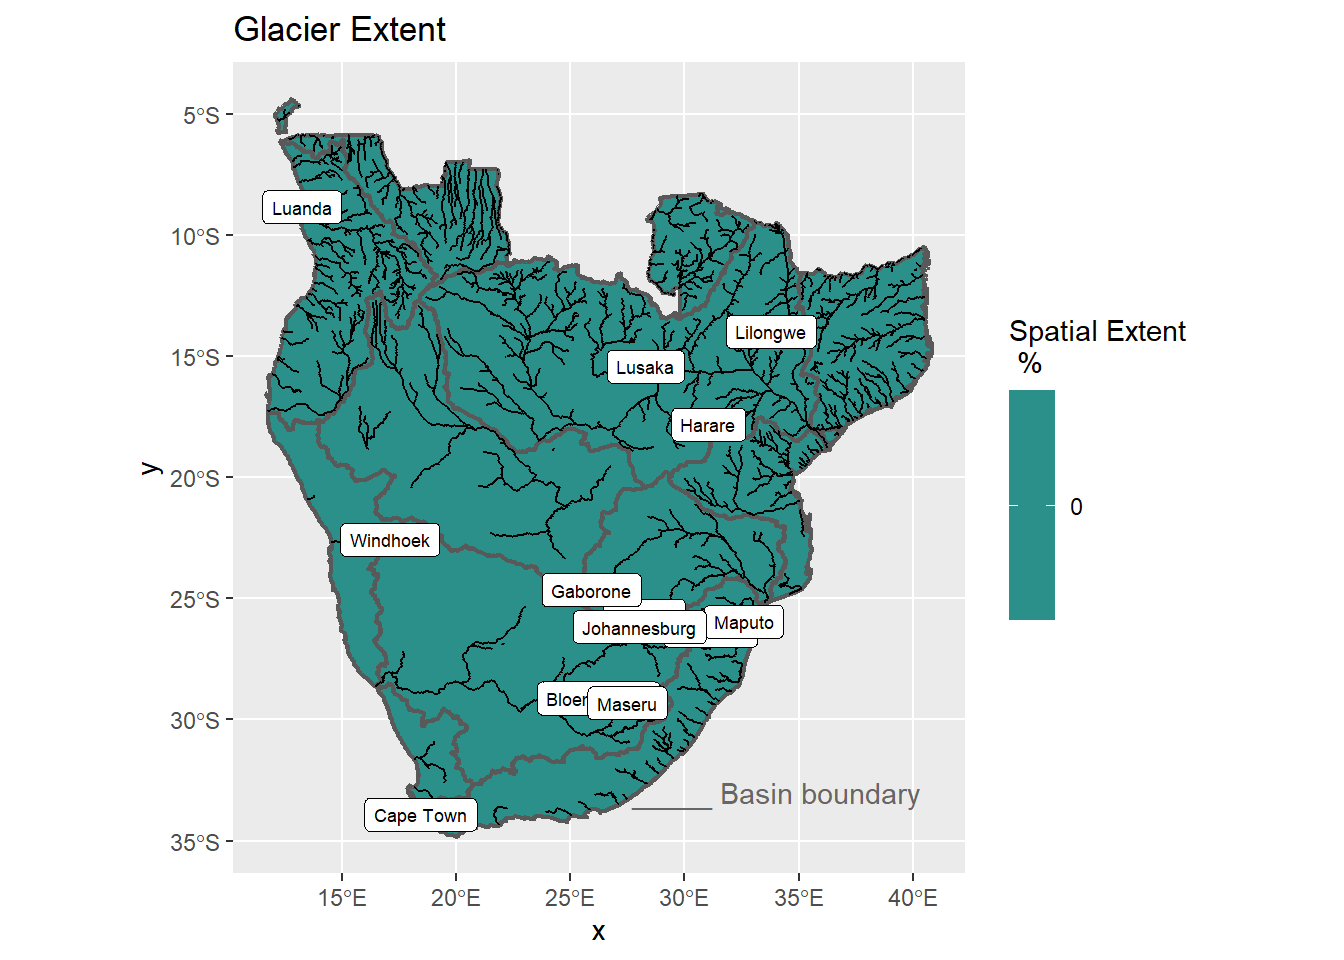 Glacier Extent
5°S
10°S
15°S
20°S
25°S
30°S
35°S
y
Luanda
Lilongwe
Lusaka
Harare
Windhoek
Gaborone
Johannesburg
Maputo
Bloer
Maseru
Cape Town
Basin boundary
15°E
20°E
25°E
30°E
35°E
40°E
x
Spatial Extent
%
0